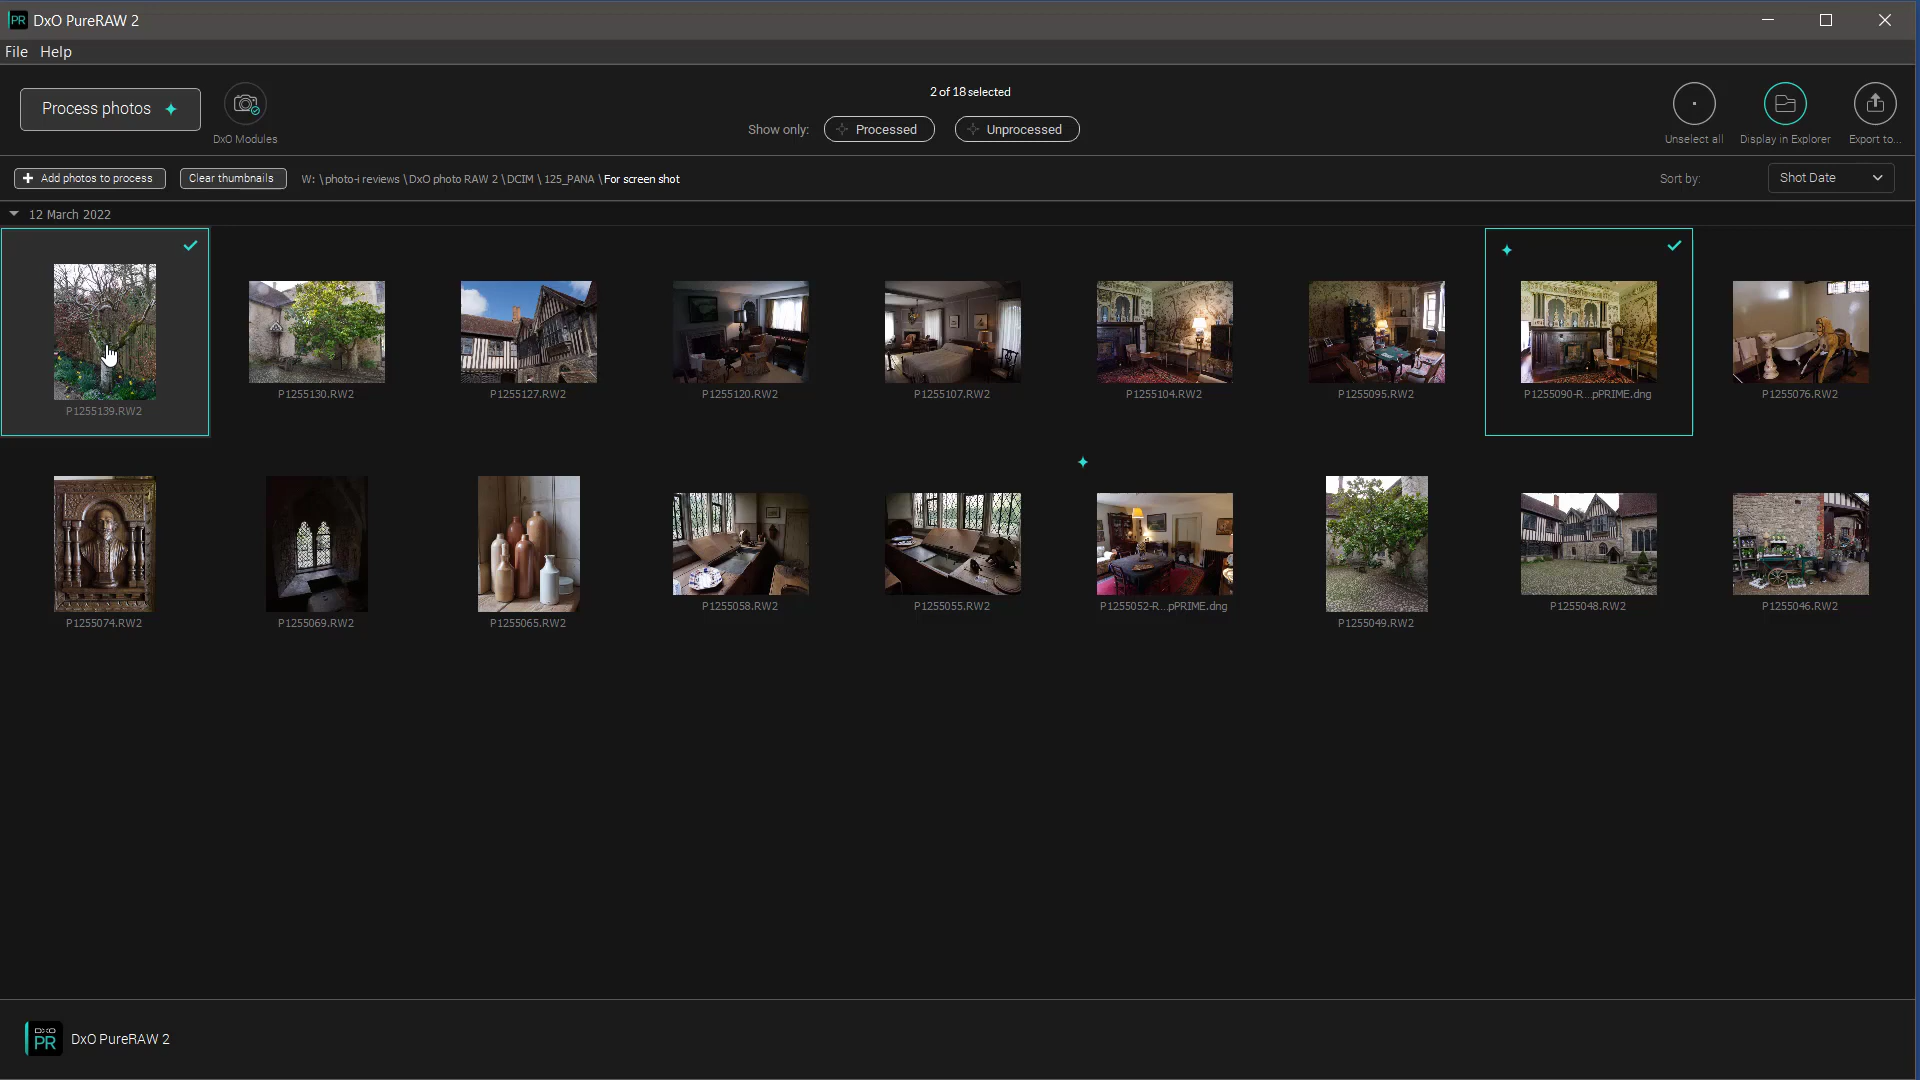 PR DxO PureRAW 2
File Help
Process photos
DxO Modules
2 of 18 selected
Show only: Processed Unprocessed
Unselect all
Display in Explorer
Export to...
Add photos to process Clear thumbnails W: \ photo-i reviews \ DxO photo RAW 2 \ DCIM \ 125_PANA \ For screen shot
Sort by: Shot Date
12 March 2022
P1255139.RW2
P1255130.RW2
P1255127.RW2
P1255120.RW2
P1255107.RW2
P1255104.RW2
P1255095.RW2
P1255090-R...pPRIME.dng
P1255076.RW2
P1255074.RW2
P1255069.RW2
P1255065.RW2
P1255058.RW2
P1255055.RW2
P1255052-R...pPRIME.dng
P1255049.RW2
P1255048.RW2
P1255046.RW2
DXO
PR
DxO PureRAW 2